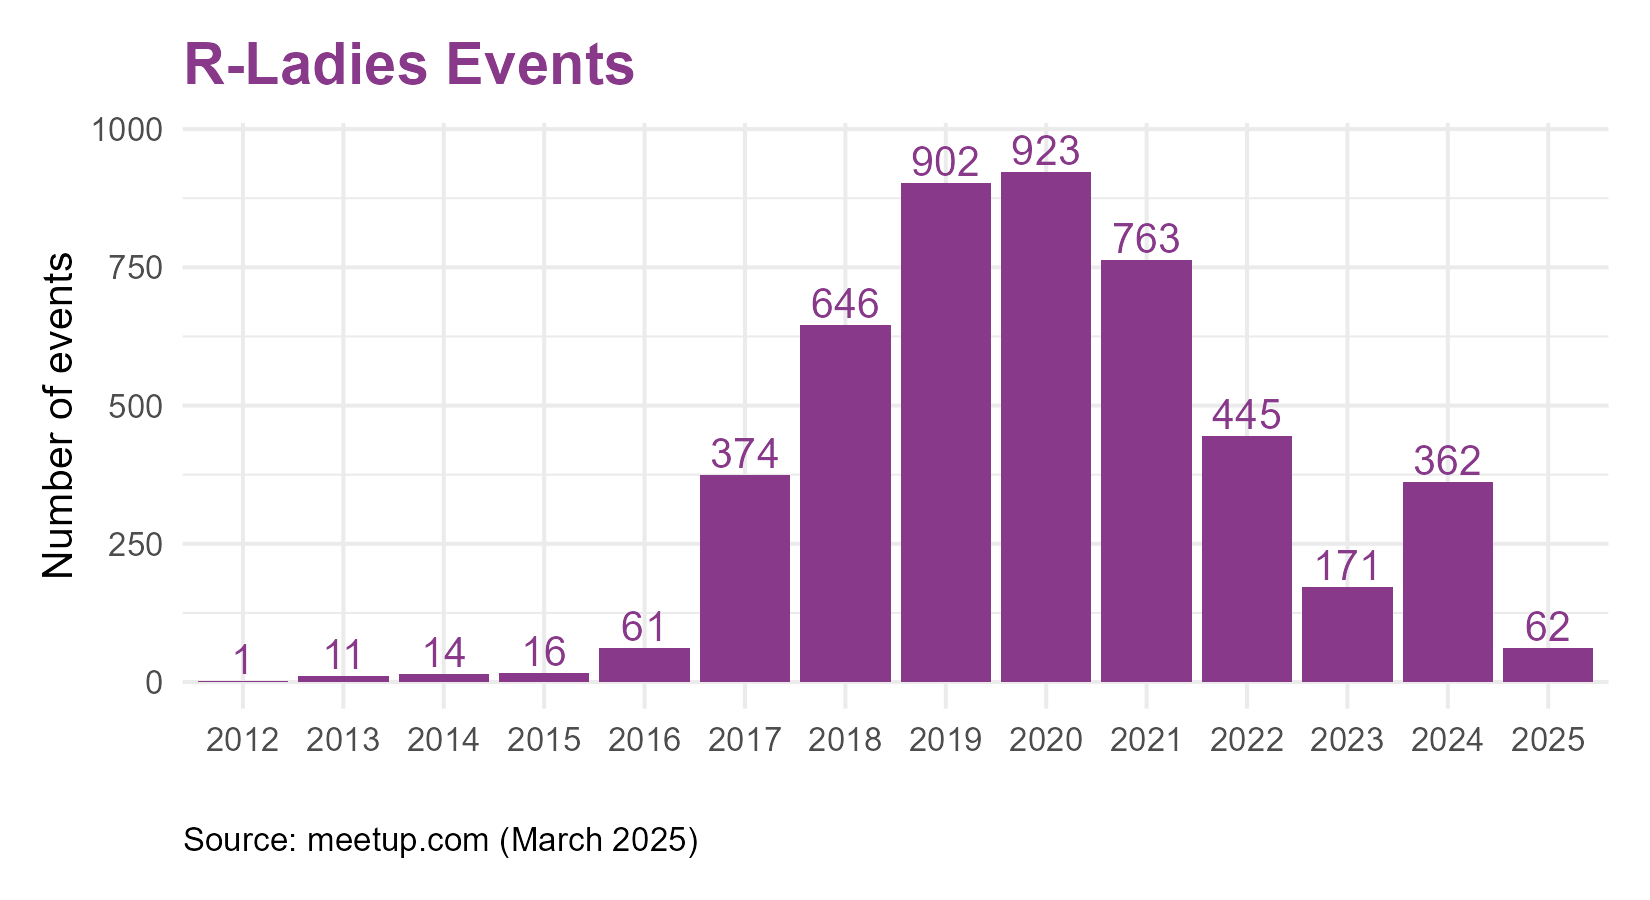 R-Ladies Events
Number of events
1000
750
500
250
0
1 11 14 16 61 374 646 902 923 763 445 171 362 62
2012 2013 2014 2015 2016 2017 2018 2019 2020 2021 2022 2023 2024 2025
Source: meetup.com (March 2025)